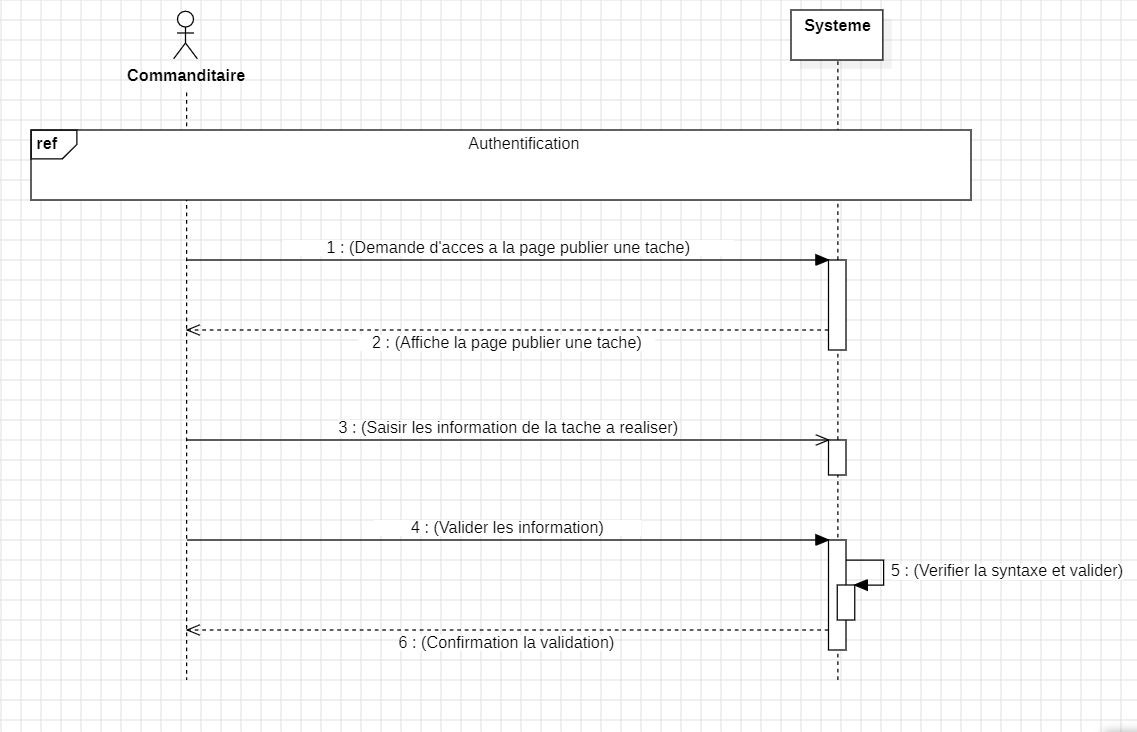 Commanditaire
Systeme
ref
Authentification
1 : (Demande d'acces a la page publier une tache)
2 : (Affiche la page publier une tache)
3 : (Saisir les information de la tache a realiser)
4 : (Valider les information)
5 : (Verifier la syntaxe et valider)
6 : (Confirmation la validation)